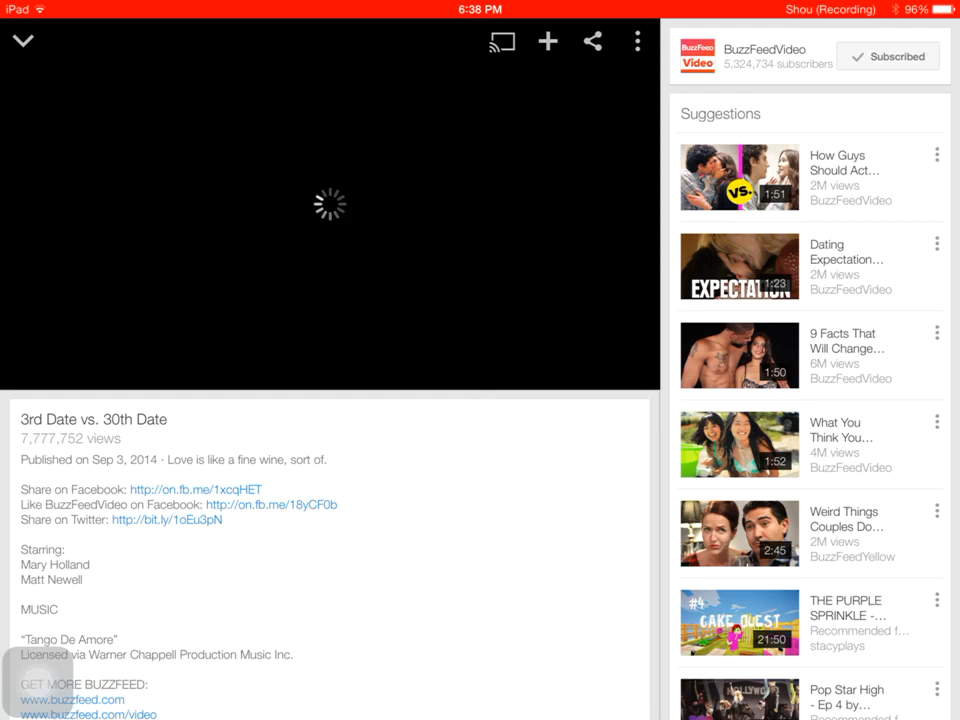 iPad
6:38 PM
Shou (Recording)
96%
BuzzFeed
Video
BuzzFeedVideo
5,324,734 subscribers
Subscribed
Suggestions
VS.
1:51
How Guys
Should Act...
2M views
BuzzFeedVideo
EXPECTATION
1:23
Dating
Expectation...
2M views
BuzzFeedVideo
1:50
9 Facts That
Will Change...
6M views
BuzzFeedVideo
1:52
What You
Think You...
4M views
BuzzFeedVideo
2:45
Weird Things
Couples Do...
2M views
BuzzFeedYellow
#4
CAKE QUEST
21:50
THE PURPLE
SPRINKLE -...
Recommended f...
stacyplays
HOLLYWOOD
Pop Star High
- Ep 4 by...
Recommended f...
3rd Date vs. 30th Date
7,777,752 views
Published on Sep 3, 2014 - Love is like a fine wine, sort of.
Share on Facebook: http://on.fb.me/1xcqHET
Like BuzzFeedVideo on Facebook: http://on.fb.me/18yCF0b
Share on Twitter: http://bit.ly/1oEu3pN
Starring:
Mary Holland
Matt Newell
MUSIC
“Tango De Amore”
Licensed via Warner Chappell Production Music Inc.
GET MORE BUZZFEED:
www.buzzfeed.com
www.buzzfeed.com/video